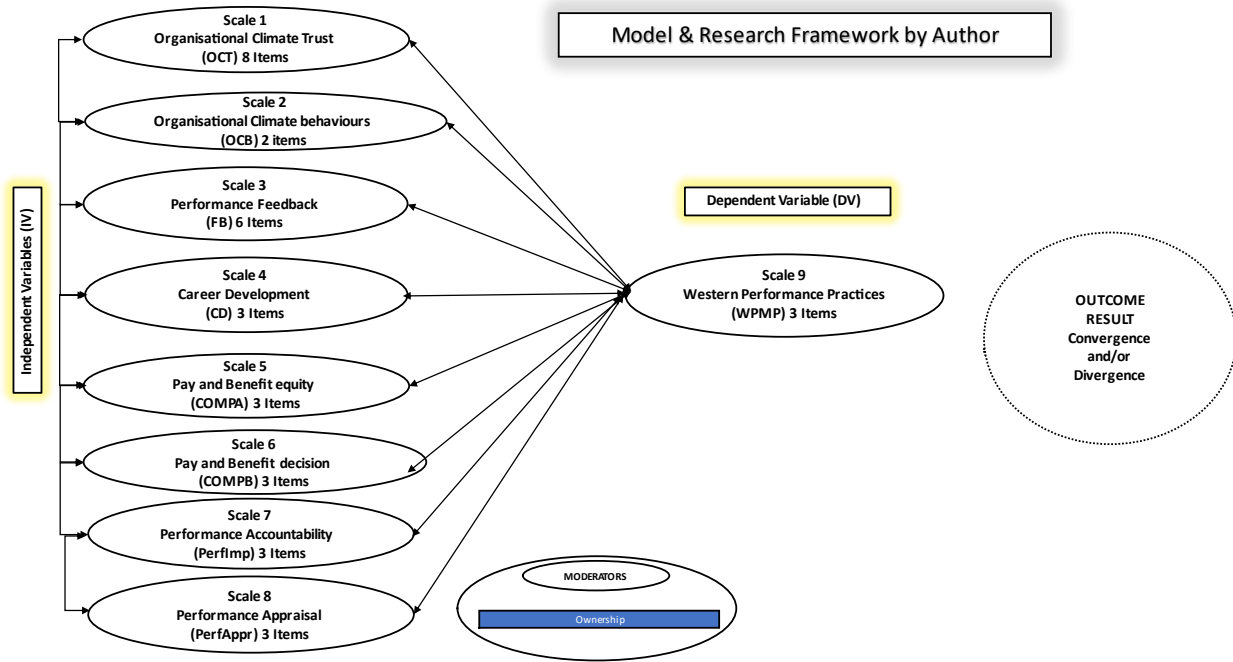 Model & Research Framework by Author
Independent Variables (IV)
Scale 1
Organisational Climate Trust
(OCT) 8 Items
Scale 2
Organisational Climate behaviours
(OCB) 2 items
Scale 3
Performance Feedback
(FB) 6 Items
Scale 4
Career Development
(CD) 3 Items
Scale 5
Pay and Benefit equity
(COMPA) 3 Items
Scale 6
Pay and Benefit decision
(COMPB) 3 Items
Scale 7
Performance Accountability
(PerfImp) 3 Items
Scale 8
Performance Appraisal
(PerfAppr) 3 Items
Dependent Variable (DV)
Scale 9
Western Performance Practices
(WPMP) 3 Items
MODERATORS
Ownership
OUTCOME
RESULT
Convergence
and/or
Divergence